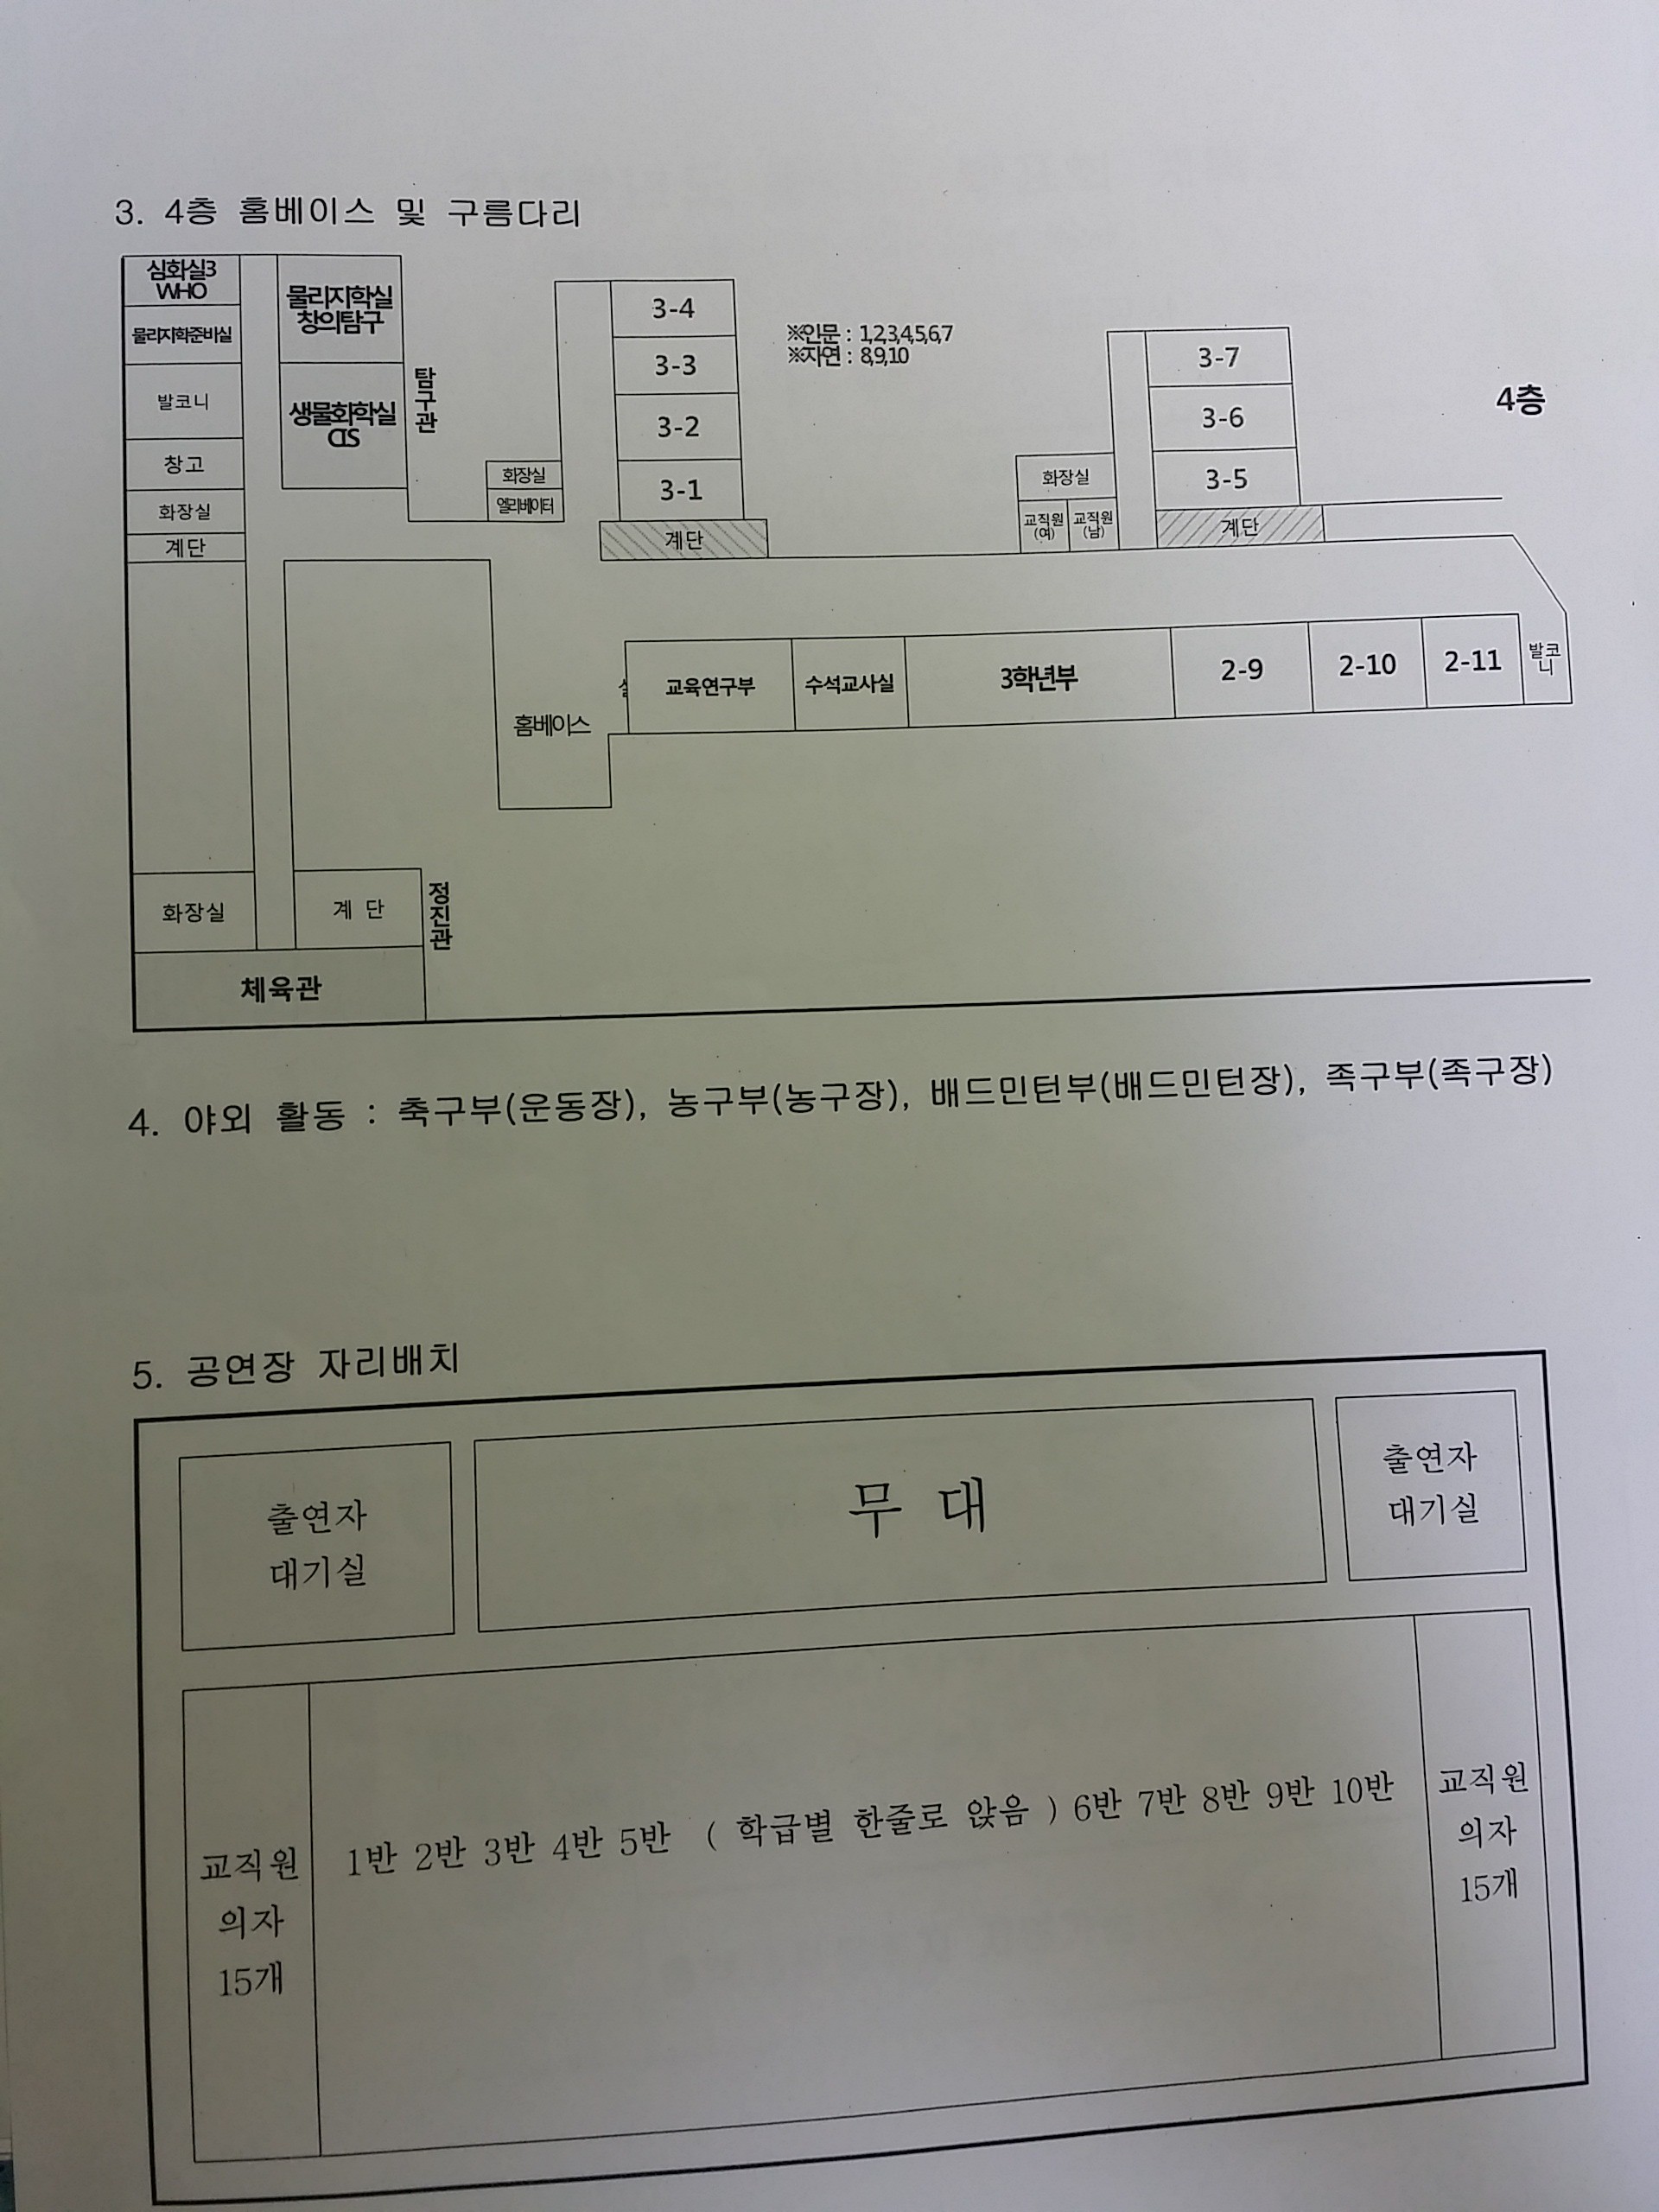 3. 4층 홈베이스 및 구름다리
심화실3
WHO
물리지학준비실
발코니
창고
화장실
계단
물리지학실
창의탐구
생물화학실
CIS
탐구관
화장실
엘리베이터
3-4
3-3
3-2
3-1
계단
※인문 : 1,2,3,4,5,6,7
※자연 : 8,9,10
화장실
교직원
(여)
교직원
(남)
3-7
3-6
3-5
계단
4층
홈베이스
교육연구부
수석교사실
3학년부
2-9
2-10
2-11
발코
니
화장실
계 단
정진관
체육관
4. 야외 활동 : 축구부(운동장), 농구부(농구장), 배드민턴부(배드민턴장), 족구부(족구장)
5. 공연장 자리배치
출연자
대기실
무 대
출연자
대기실
교직원
의자
15개
1반 2반 3반 4반 5반 ( 학급별 한줄로 앉음 ) 6반 7반 8반 9반 10반
교직원
의자
15개